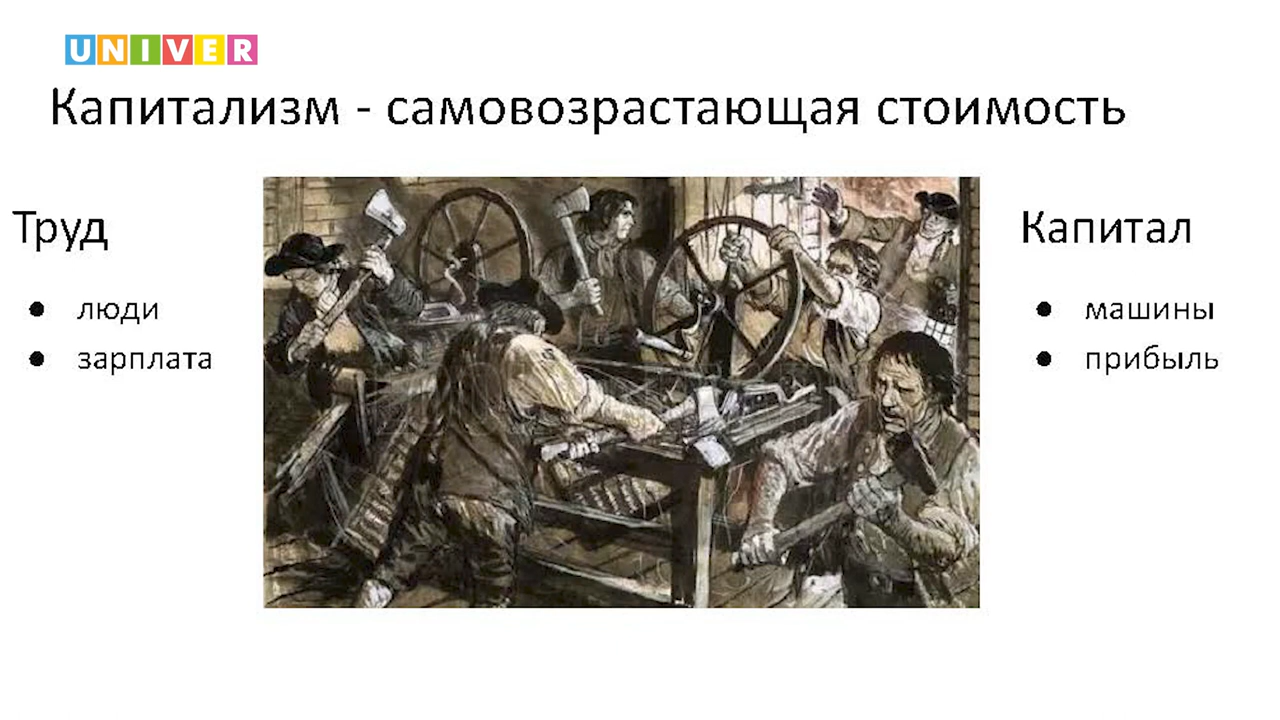 UNIVER
Капитализм - самовозрастающая стоимость
Труд
● люди
● зарплата
Капитал
● машины
● прибыль